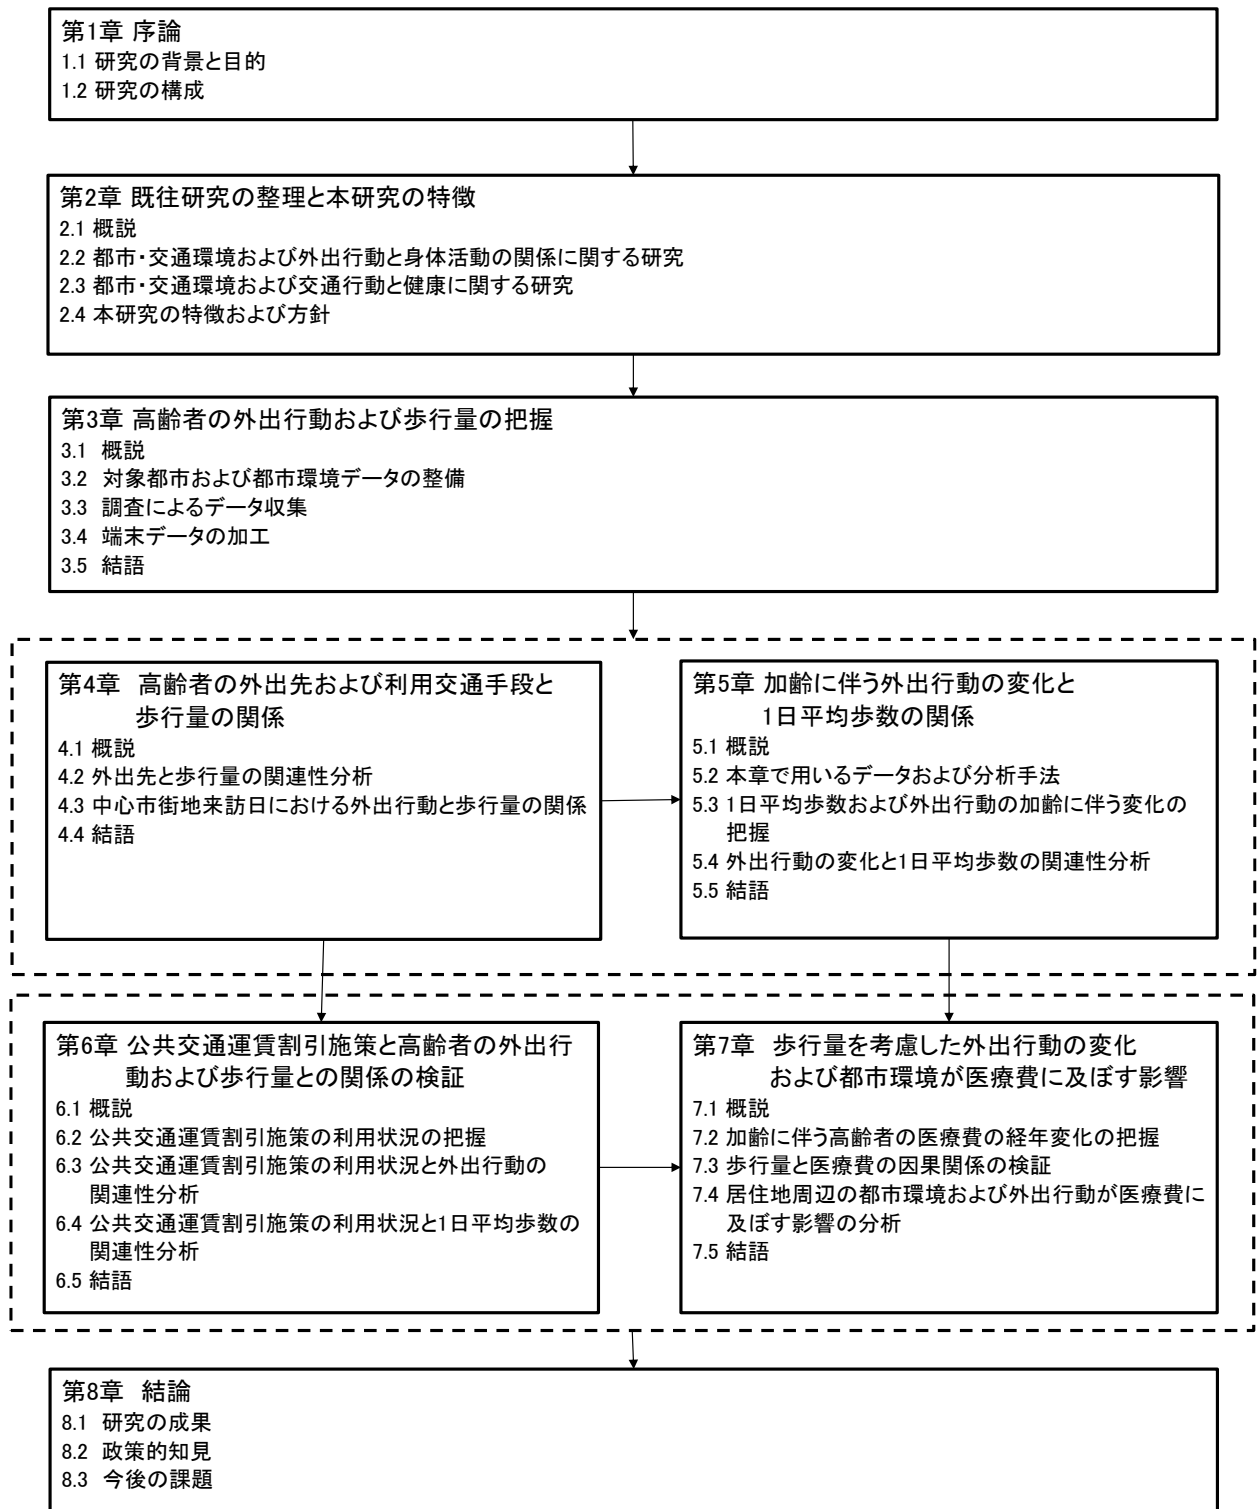 第1章 序論
1.1 研究の背景と目的
1.2 研究の構成
第2章 既往研究の整理と本研究の特徴
2.1 概説
2.2 都市・交通環境および外出行動と身体活動の関係に関する研究
2.3 都市・交通環境および交通行動と健康に関する研究
2.4 本研究の特徴および方針
第3章 高齢者の外出行動および歩行量の把握
3.1 概説
3.2 対象都市および都市環境データの整備
3.3 調査によるデータ収集
3.4 端末データの加工
3.5 結語
第4章 高齢者の外出先および利用交通手段と
歩行量の関係
4.1 概説
4.2 外出先と歩行量の関連性分析
4.3 中心市街地来訪日における外出行動と歩行量の関係
4.4 結語
第5章 加齢に伴う外出行動の変化と
1日平均歩数の関係
5.1 概説
5.2 本章で用いるデータおよび分析手法
5.3 1日平均歩数および外出行動の加齢に伴う変化の
把握
5.4 外出行動の変化と1日平均歩数の関連性分析
5.5 結語
第6章 公共交通運賃割引施策と高齢者の外出行
動および歩行量との関係の検証
6.1 概説
6.2 公共交通運賃割引施策の利用状況の把握
6.3 公共交通運賃割引施策の利用状況と外出行動の
関連性分析
6.4 公共交通運賃割引施策の利用状況と1日平均歩数の
関連性分析
6.5 結語
第7章 歩行量を考慮した外出行動の変化
および都市環境が医療費に及ぼす影響
7.1 概説
7.2 加齢に伴う高齢者の医療費の経年変化の把握
7.3 歩行量と医療費の因果関係の検証
7.4 居住地周辺の都市環境および外出行動が医療費に
及ぼす影響の分析
7.5 結語
第8章 結論
8.1 研究の成果
8.2 政策的知見
8.3 今後の課題